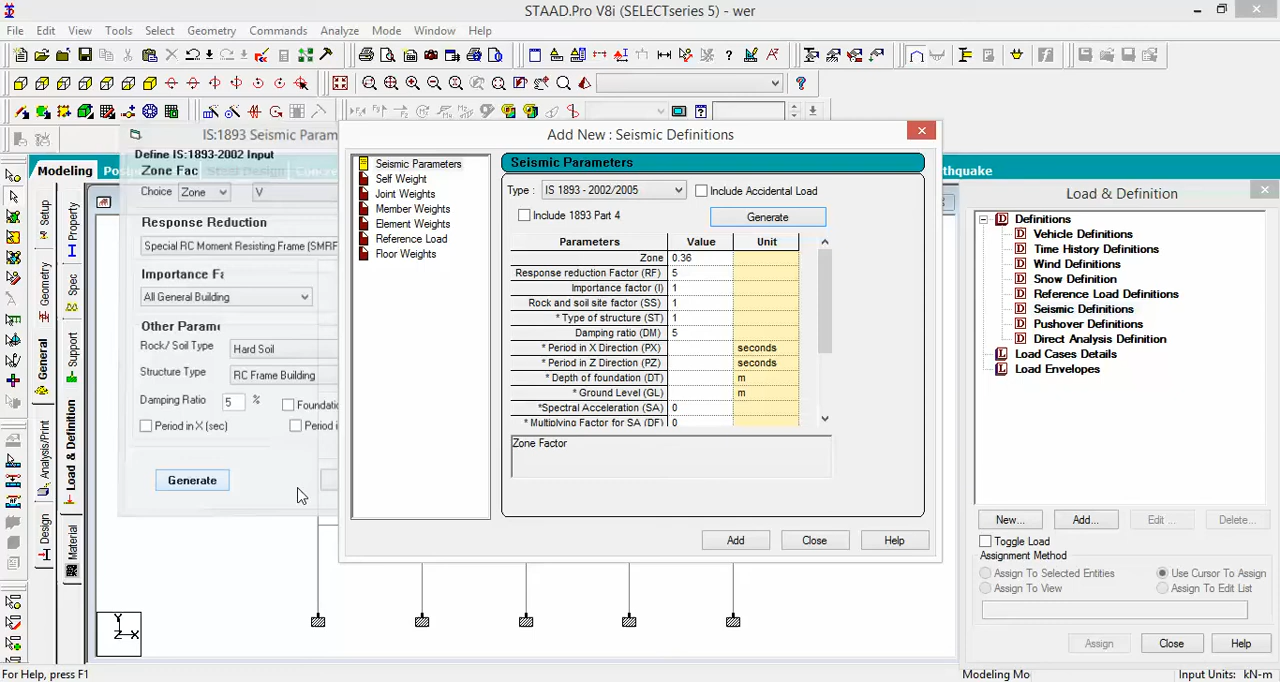 STAAD.Pro V8i (SELECTseries 5) - wer
File Edit View Tools Select Geometry Commands Analyze Mode Window Help
Modeling
Earthquake
IS:1893 Seismic Param
Define IS:1893-2002 Input
Zone Fac
Choice Zone V
Response Reduction
Special RC Moment Resisting Frame (SMRF
Importance Fa
All General Building
Other Parame
Rock/ Soil Type Hard Soil
Structure Type RC Frame Building
Damping Ratio 5 % Foundatio
Period in X (sec) Period i
Generate
Add New : Seismic Definitions
Seismic Parameters
Self Weight
Joint Weights
Member Weights
Element Weights
Reference Load
Floor Weights
Seismic Parameters
Type : IS 1893 - 2002/2005 Include Accidental Load
Include 1893 Part 4 Generate
Parameters Value Unit
Zone 0.36
Response reduction Factor (RF) 5
Importance factor (I) 1
Rock and soil site factor (SS) 1
* Type of structure (ST) 1
Damping ratio (DM) 5
* Period in X Direction (PX) seconds
* Period in Z Direction (PZ) seconds
* Depth of foundation (DT) m
* Ground Level (GL) m
*Spectral Acceleration (SA) 0
* Multiplying Factor for SA (DF) 0
Zone Factor
Add Close Help
Load & Definition
Definitions
Vehicle Definitions
Time History Definitions
Wind Definitions
Snow Definition
Reference Load Definitions
Seismic Definitions
Pushover Definitions
Direct Analysis Definition
Load Cases Details
Load Envelopes
New... Add... Edit ... Delete...
Toggle Load
Assignment Method
Assign To Selected Entities Use Cursor To Assign
Assign To View Assign To Edit List
Assign Close Help
Setup
Geometry
General
Analysis/Print
Design
Property
Spec
Support
Load & Definition
Material
Y
Z X
For Help, press F1
Modeling Mo
Input Units: kN-m